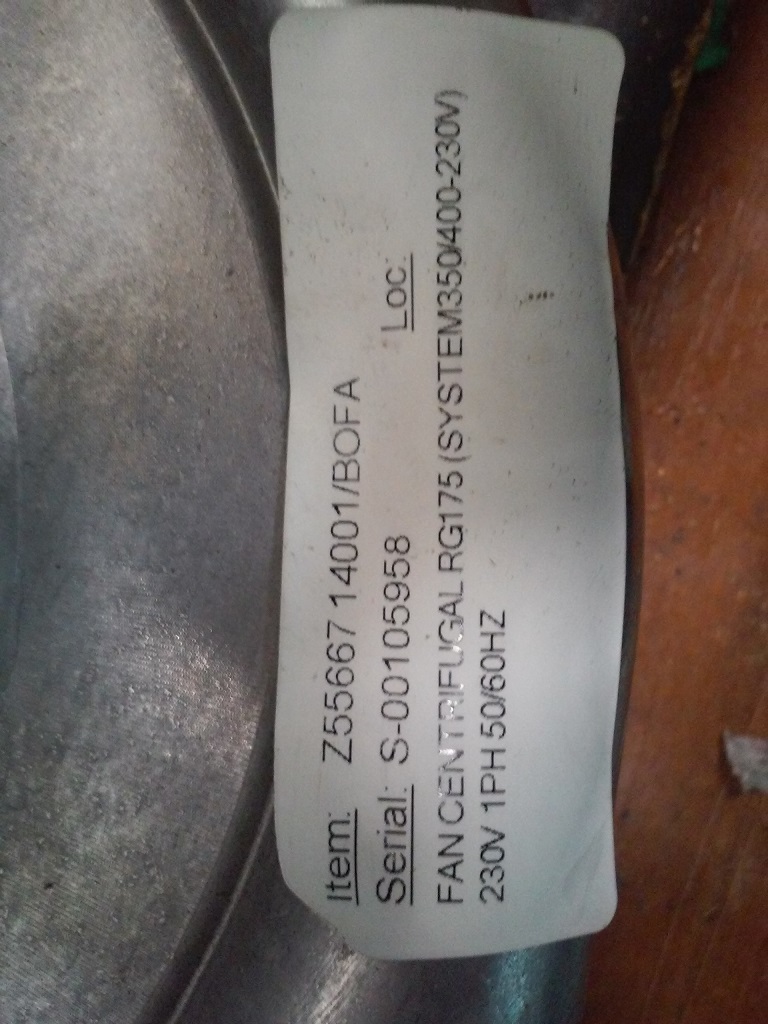 Item: Z55667 14001/BOFA
Serial: S-00105958 Loc:
FAN CENTRIFUGAL RG175 (SYSTEM350/400-230V)
230V 1PH 50/60HZ